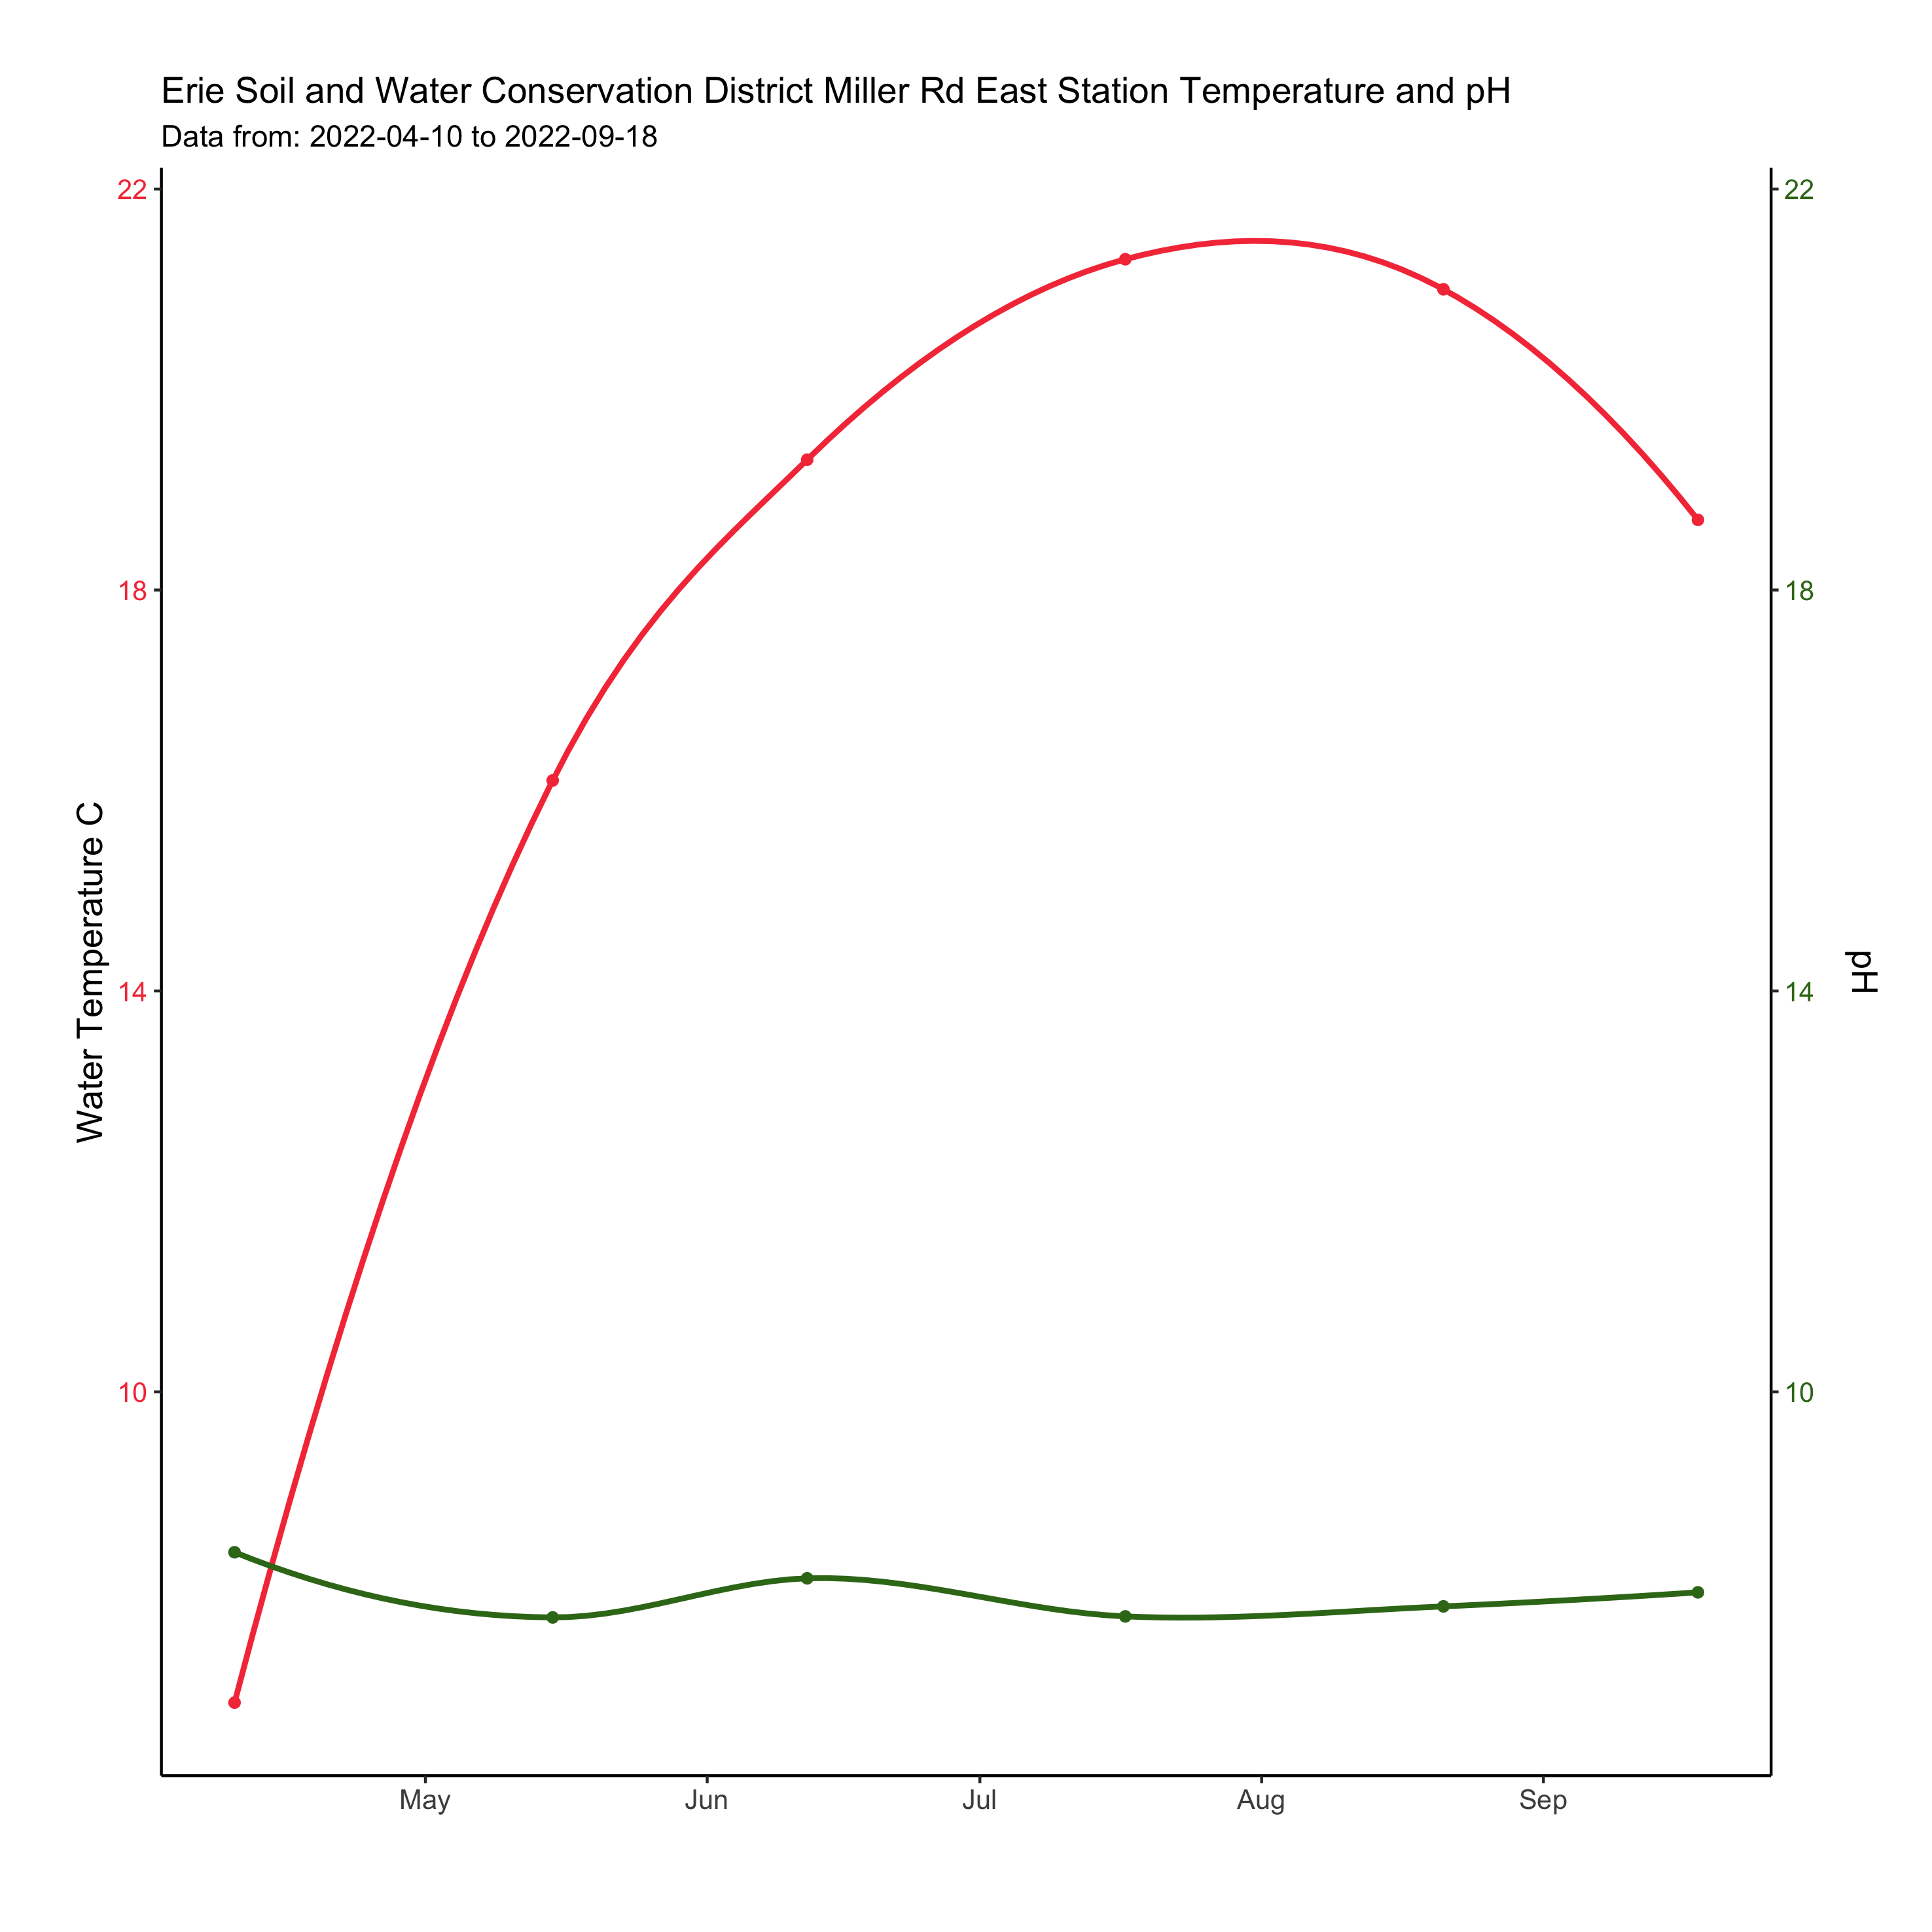 Erie Soil and Water Conservation District Miller Rd East Station Temperature and pH
Data from: 2022-04-10 to 2022-09-18
22
18
14
10
Water Temperature C
22
18
14
10
pH
May Jun Jul Aug Sep